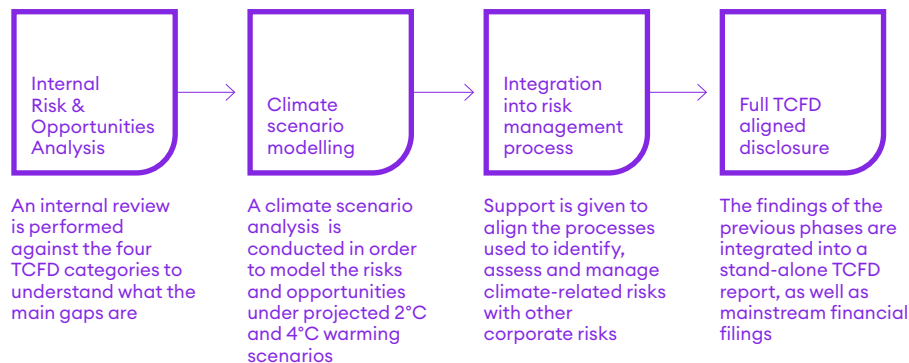 Internal
Risk &
Opportunities
Analysis
Climate
scenario
modelling
Integration
into risk
management
process
Full TCFD
aligned
disclosure
An internal review
is performed
against the four
TCFD categories to
understand what the
main gaps are
A climate scenario
analysis is
conducted in order
to model the risks
and opportunities
under projected 2°C
and 4°C warming
scenarios
Support is given to
align the processes
used to identify,
assess and manage
climate-related risks
with other
corporate risks
The findings of the
previous phases are
integrated into a
stand-alone TCFD
report, as well as
mainstream financial
filings